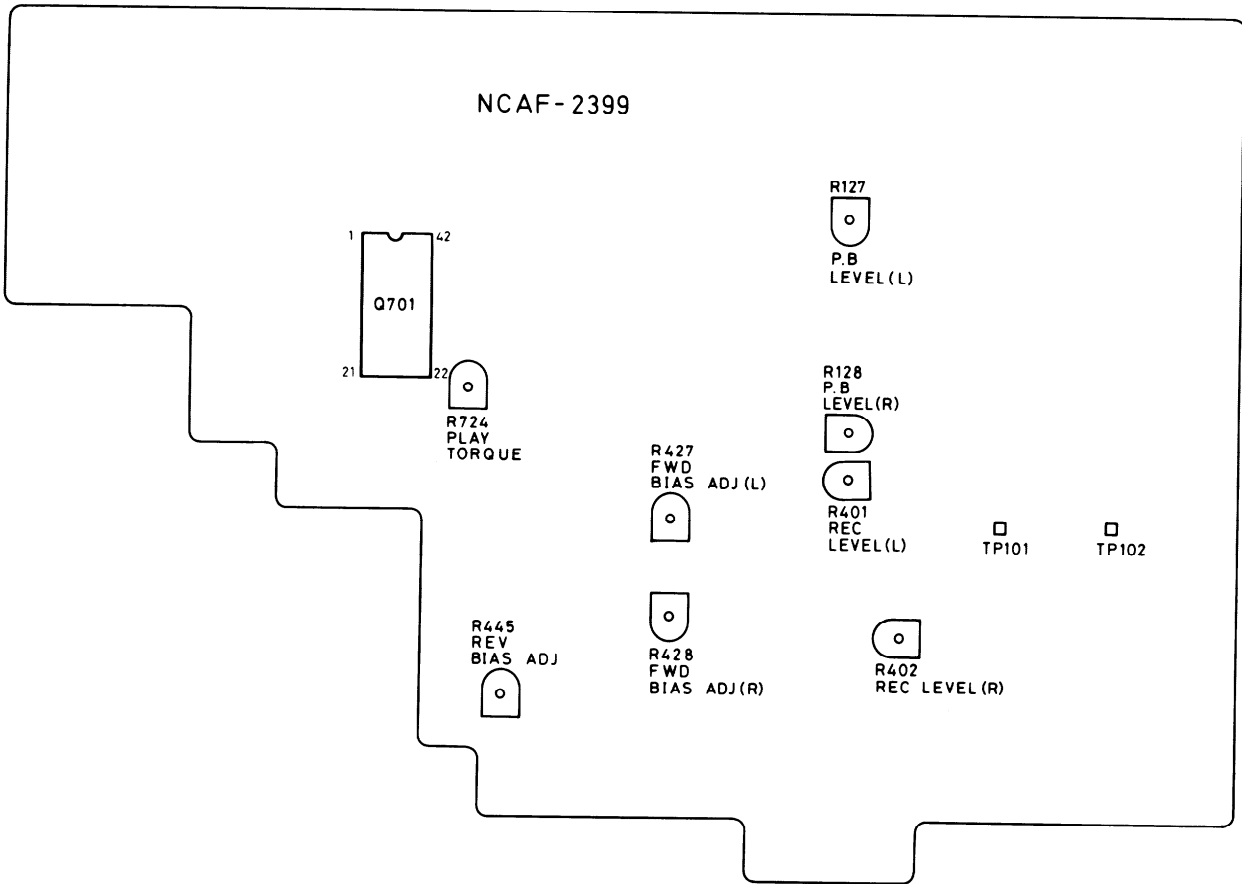 NCAF-2399
R127
P.B
LEVEL(L)
1
42
Q701
21
22
R724
PLAY
TORQUE
R128
P.B
LEVEL(R)
R427
FWD
BIAS ADJ(L)
R401
REC
LEVEL(L)
TP101
TP102
R445
REV
BIAS ADJ
R428
FWD
BIAS ADJ(R)
R402
REC LEVEL(R)